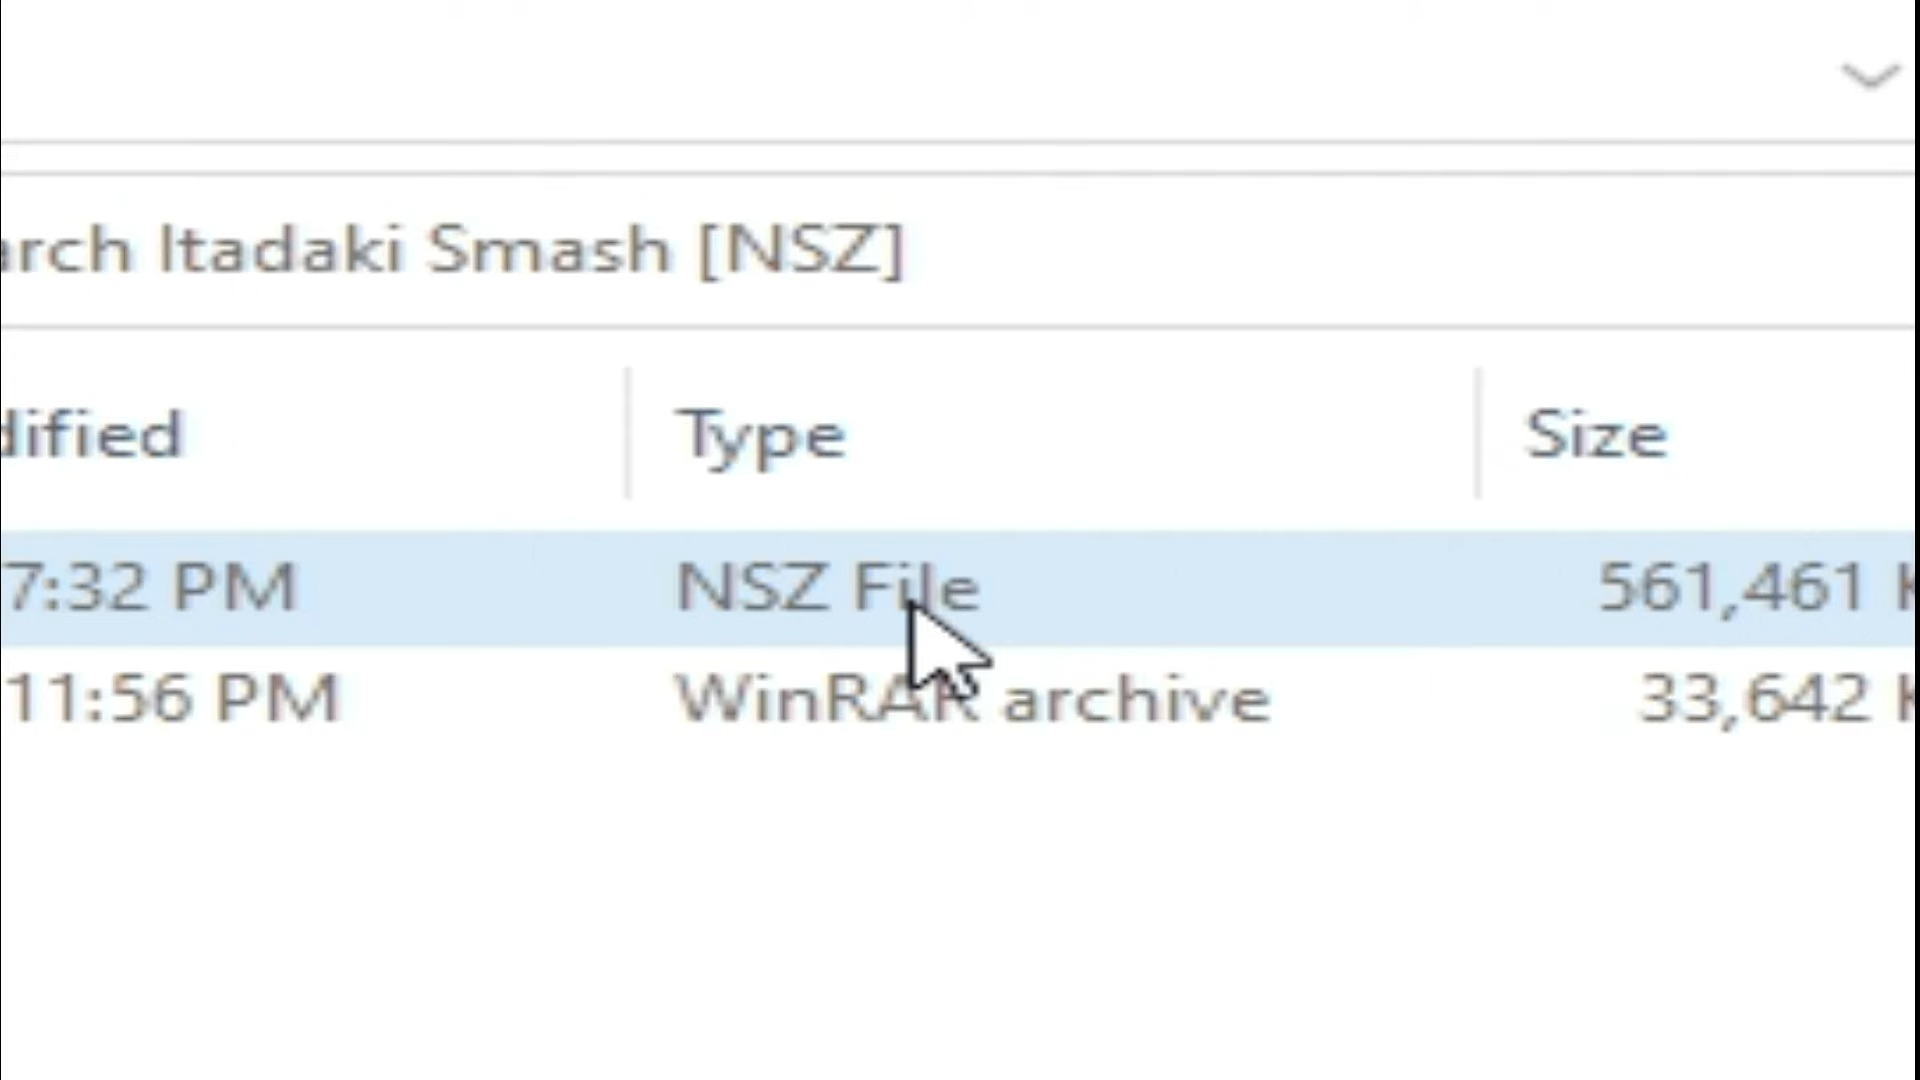 arch Itadaki Smash [NSZ]
dified Type Size
7:32 PM NSZ File 561,461 K
11:56 PM WinRAR archive 33,642 K